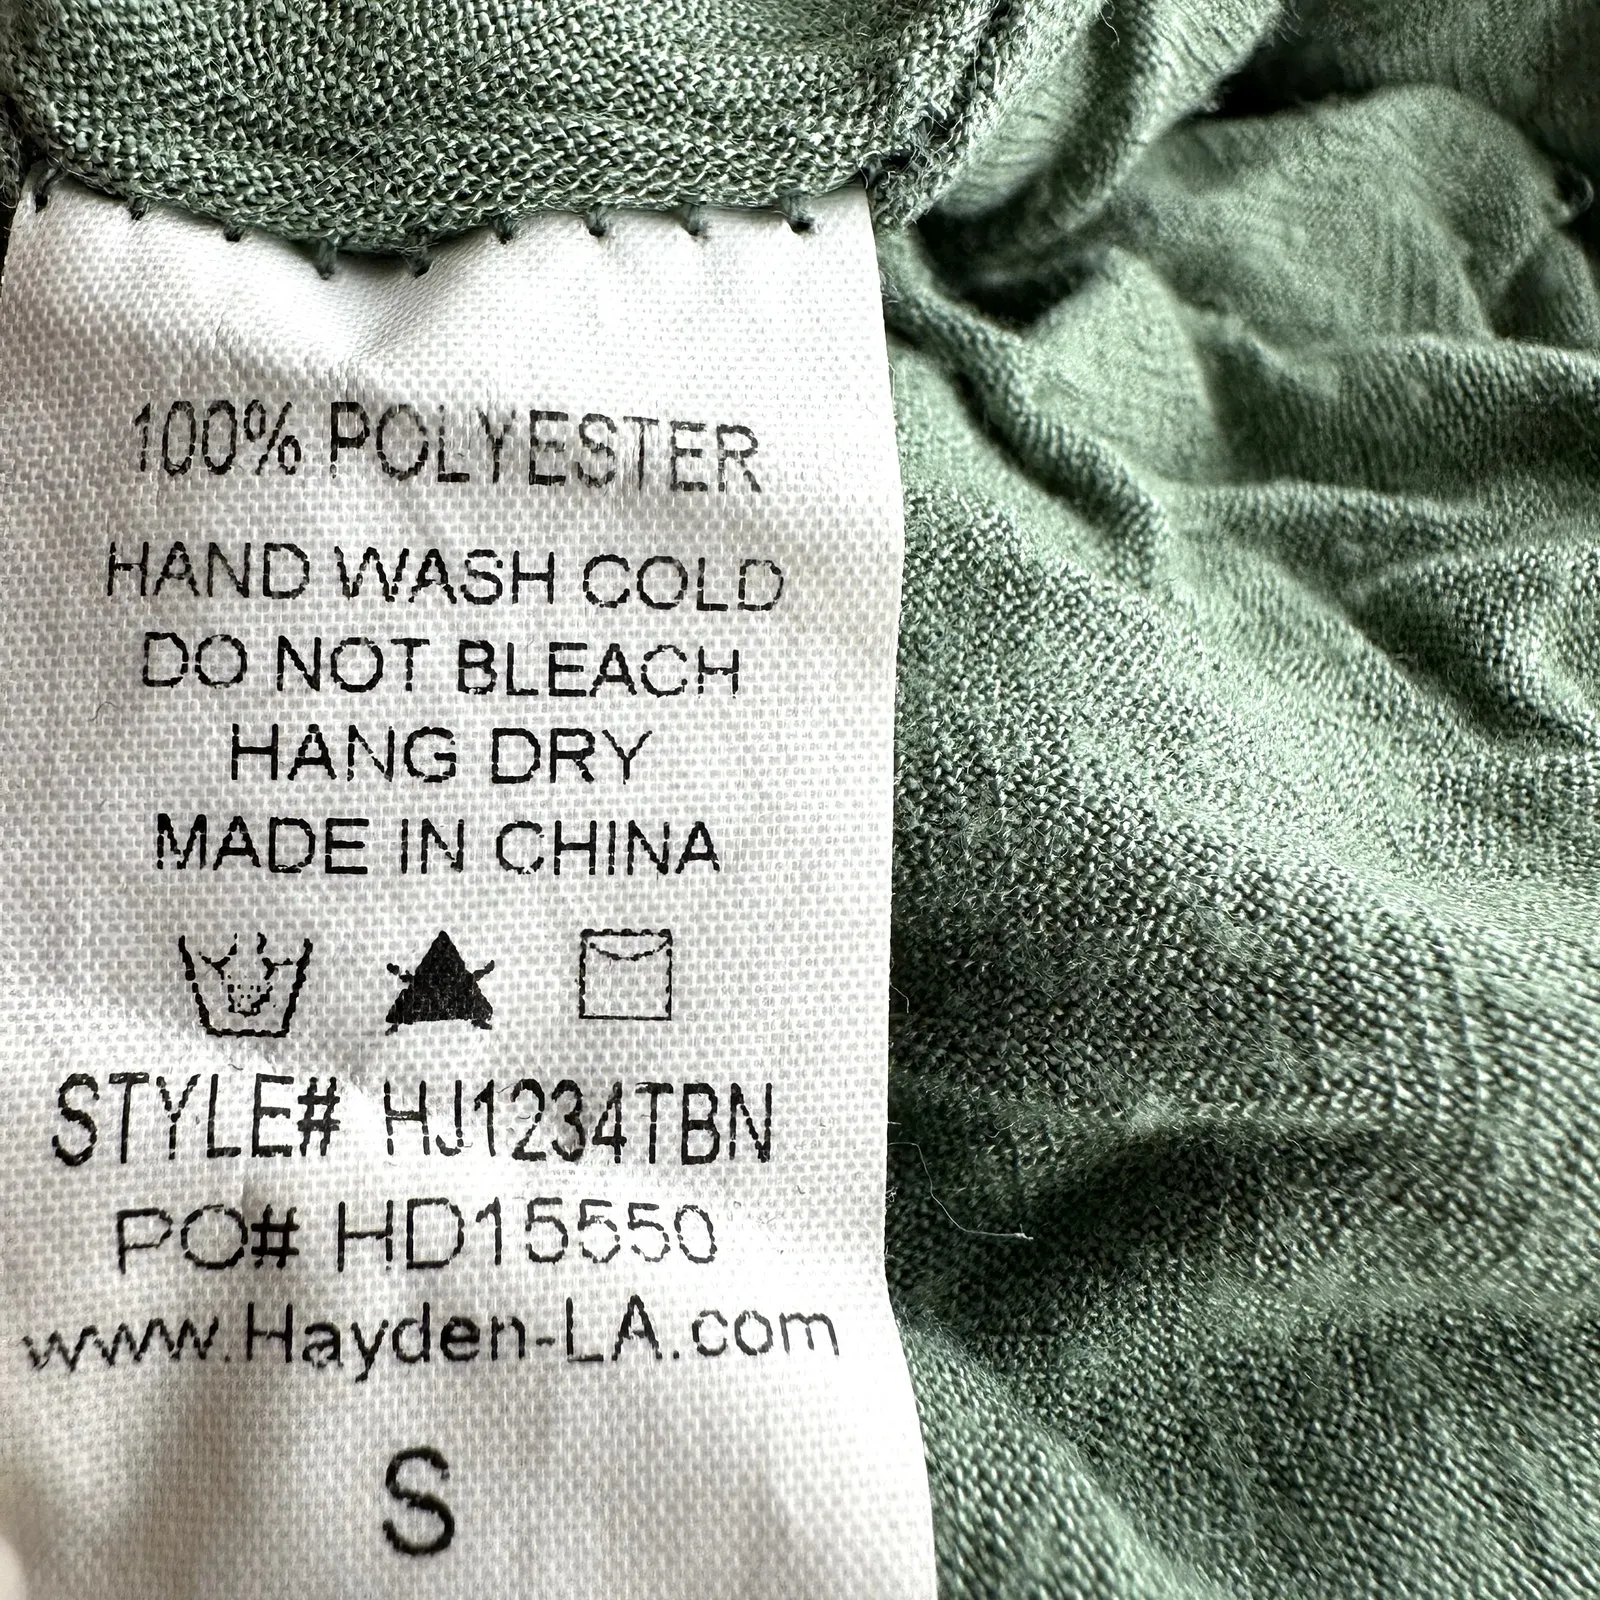 100% POLYESTER
HAND WASH COLD
DO NOT BLEACH
HANG DRY
MADE IN CHINA
STYLE# HJ1234TBN
PO# HD15550
www.Hayden-LA.com
S